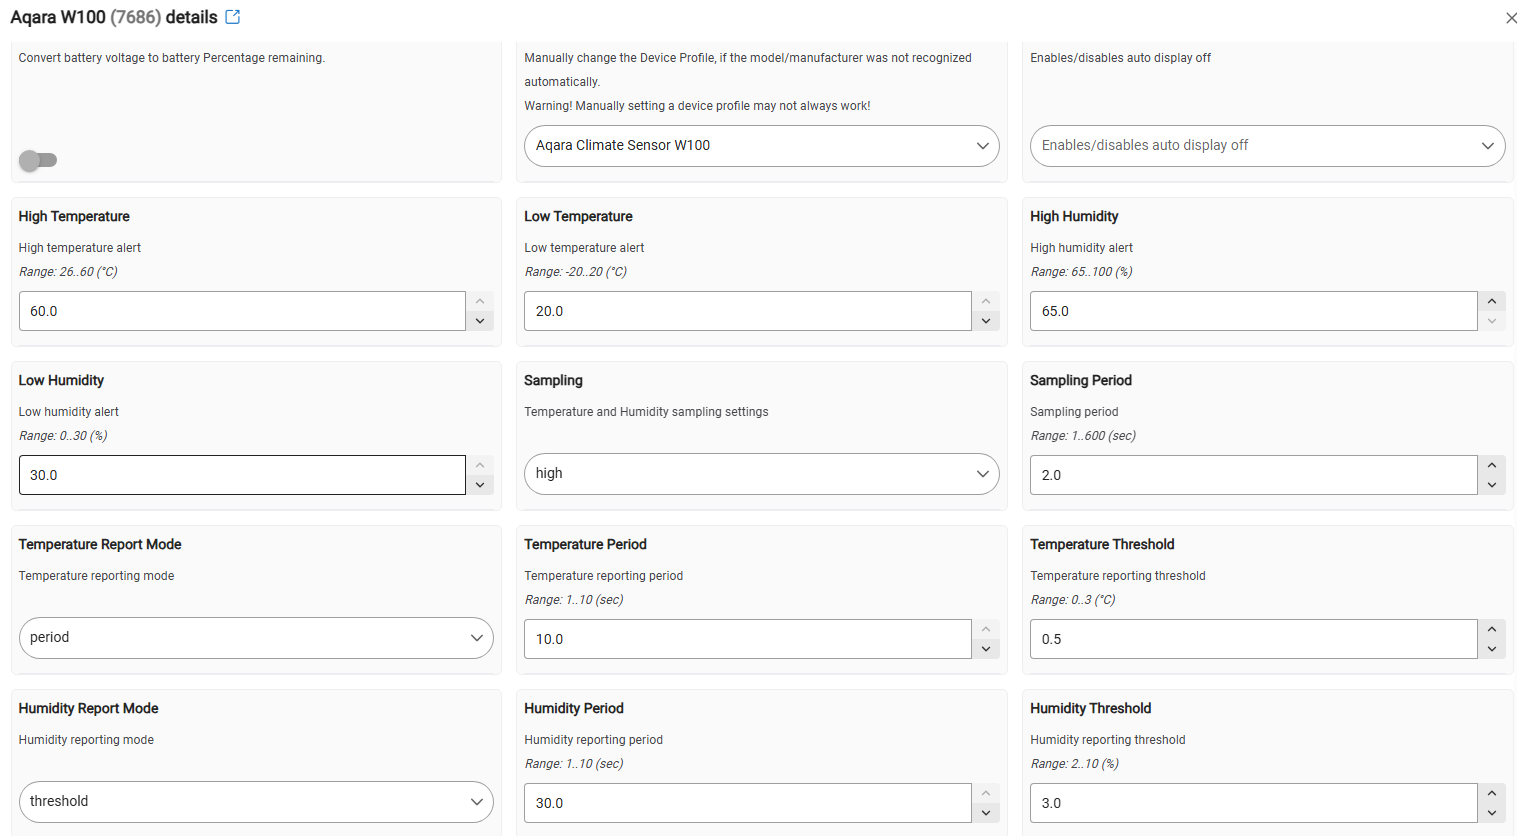 Aqara W100 (7686) details
Convert battery voltage to battery Percentage remaining.
Manually change the Device Profile, if the model/manufacturer was not recognized
automatically.
Warning! Manually setting a device profile may not always work!
Aqara Climate Sensor W100
Enables/disables auto display off
Enables/disables auto display off
High Temperature
High temperature alert
Range: 26..60 (°C)
60.0
Low Temperature
Low temperature alert
Range: -20..20 (°C)
20.0
High Humidity
High humidity alert
Range: 65..100 (%)
65.0
Low Humidity
Low humidity alert
Range: 0..30 (%)
30.0
Sampling
Temperature and Humidity sampling settings
high
Sampling Period
Sampling period
Range: 1..600 (sec)
2.0
Temperature Report Mode
Temperature reporting mode
period
Temperature Period
Temperature reporting period
Range: 1..10 (sec)
10.0
Temperature Threshold
Temperature reporting threshold
Range: 0..3 (°C)
0.5
Humidity Report Mode
Humidity reporting mode
threshold
Humidity Period
Humidity reporting period
Range: 1..10 (sec)
30.0
Humidity Threshold
Humidity reporting threshold
Range: 2..10 (%)
3.0